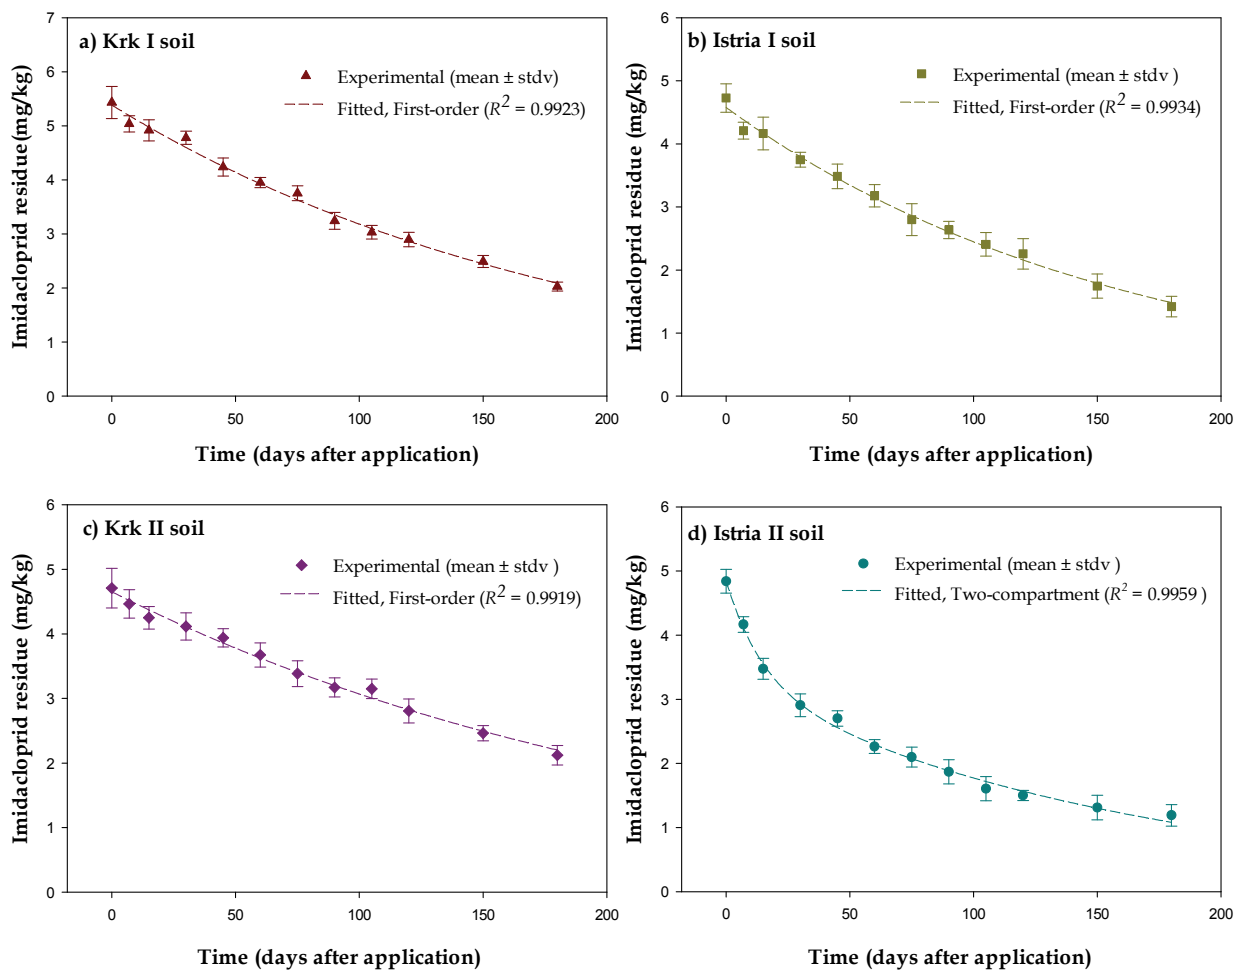 a) Krk I soil
Experimental (mean ± stdv )
Fitted, First-order (R² = 0.9923)
Imidacloprid residue (mg/kg)
7
6
5
4
3
2
1
0
0 50 100 150 200
Time (days after application)
b) Istria I soil
Experimental (mean ± stdv )
Fitted, First-order (R² = 0.9934)
Imidacloprid residue (mg/kg)
6
5
4
3
2
1
0
0 50 100 150 200
Time (days after application)
c) Krk II soil
Experimental (mean ± stdv )
Fitted, First-order (R² = 0.9919)
Imidacloprid residue (mg/kg)
6
5
4
3
2
1
0
0 50 100 150 200
Time (days after application)
d) Istria II soil
Experimental (mean ± stdv )
Fitted, Two-compartment (R² = 0.9959 )
Imidacloprid residue (mg/kg)
6
5
4
3
2
1
0
0 50 100 150 200
Time (days after application)